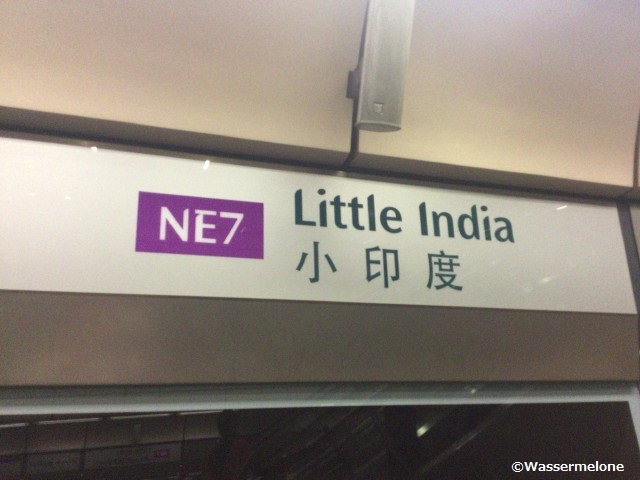 NE7
Little India
小印度
©Wassermelone